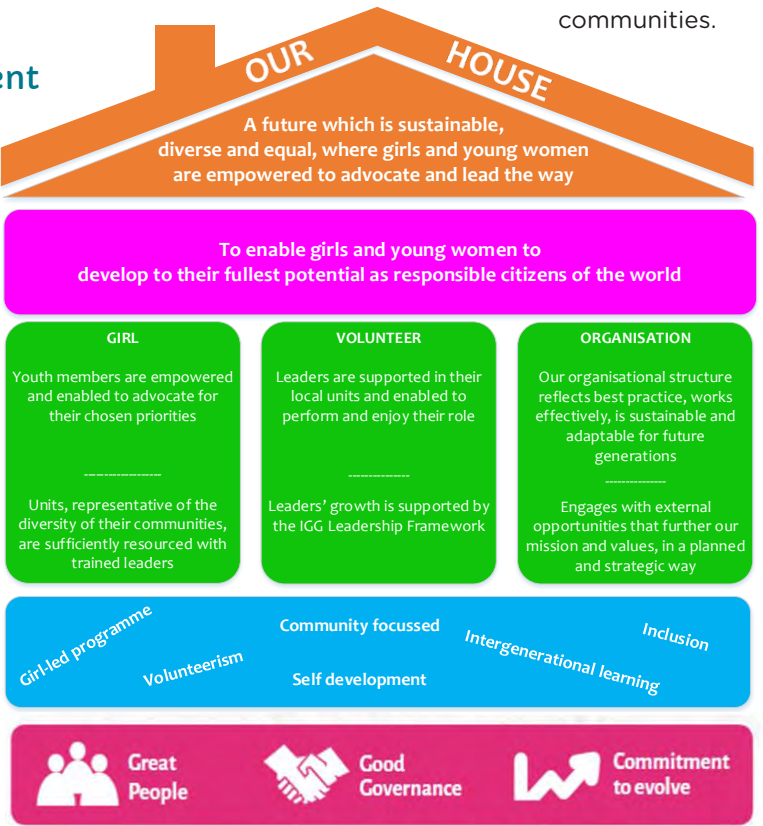 communities.
ent
OUR HOUSE
A future which is sustainable,
diverse and equal, where girls and young women
are empowered to advocate and lead the way
To enable girls and young women to
develop to their fullest potential as responsible citizens of the world
GIRL
Youth members are empowered
and enabled to advocate for
their chosen priorities
-------------------
Units, representative of the
diversity of their communities,
are sufficiently resourced with
trained leaders
VOLUNTEER
Leaders are supported in their
local units and enabled to
perform and enjoy their role
---------------
Leaders’ growth is supported by
the IGG Leadership Framework
ORGANISATION
Our organisational structure
reflects best practice, works
effectively, is sustainable and
adaptable for future
generations
---------------
Engages with external
opportunities that further our
mission and values, in a planned
and strategic way
Girl-led programme
Volunteerism
Community focussed
Self development
Intergenerational learning
Inclusion
Great
People
Good
Governance
Commitment
to evolve